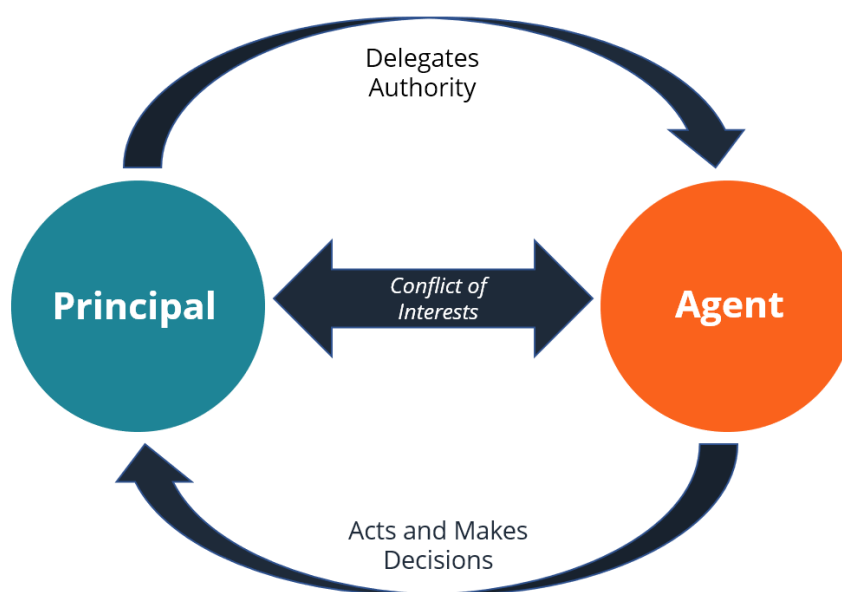 Delegates
Authority
Principal
Conflict of
Interests
Agent
Acts and Makes
Decisions